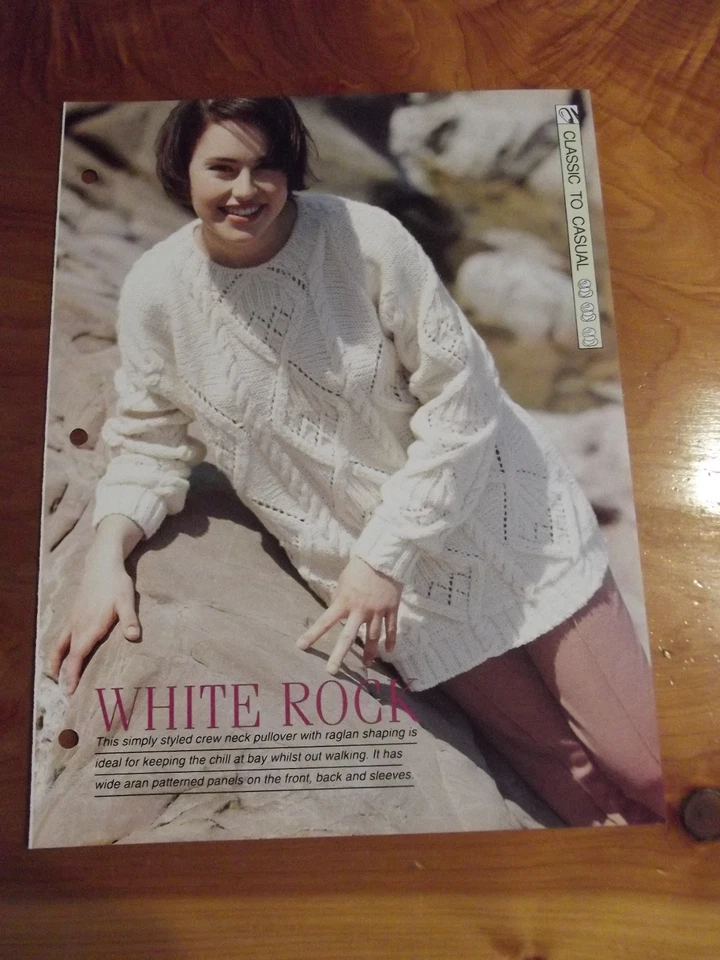 CLASSIC TO CASUAL
WHITE ROCK
This simply styled crew neck pullover with raglan shaping is
ideal for keeping the chill at bay whilst out walking. It has
wide aran patterned panels on the front, back and sleeves.